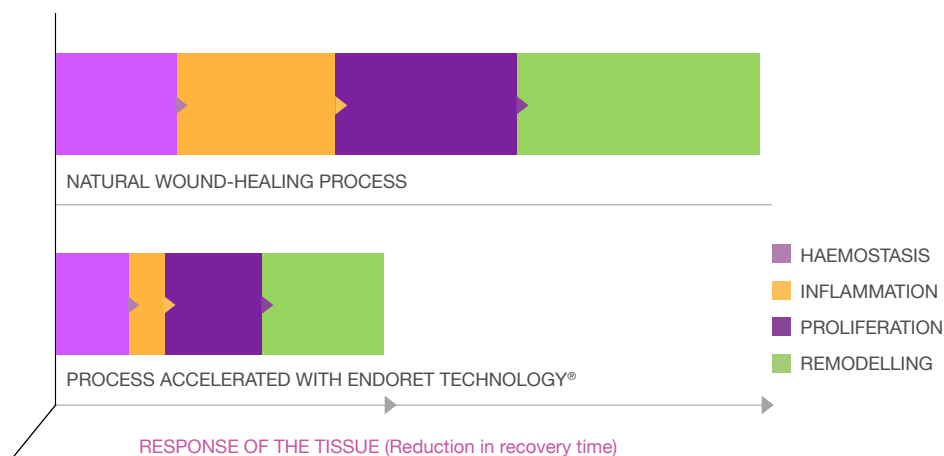 NATURAL WOUND-HEALING PROCESS
HAEMOSTASIS
INFLAMMATION
PROLIFERATION
REMODELLING
PROCESS ACCELERATED WITH ENDORET TECHNOLOGY®
RESPONSE OF THE TISSUE (Reduction in recovery time)